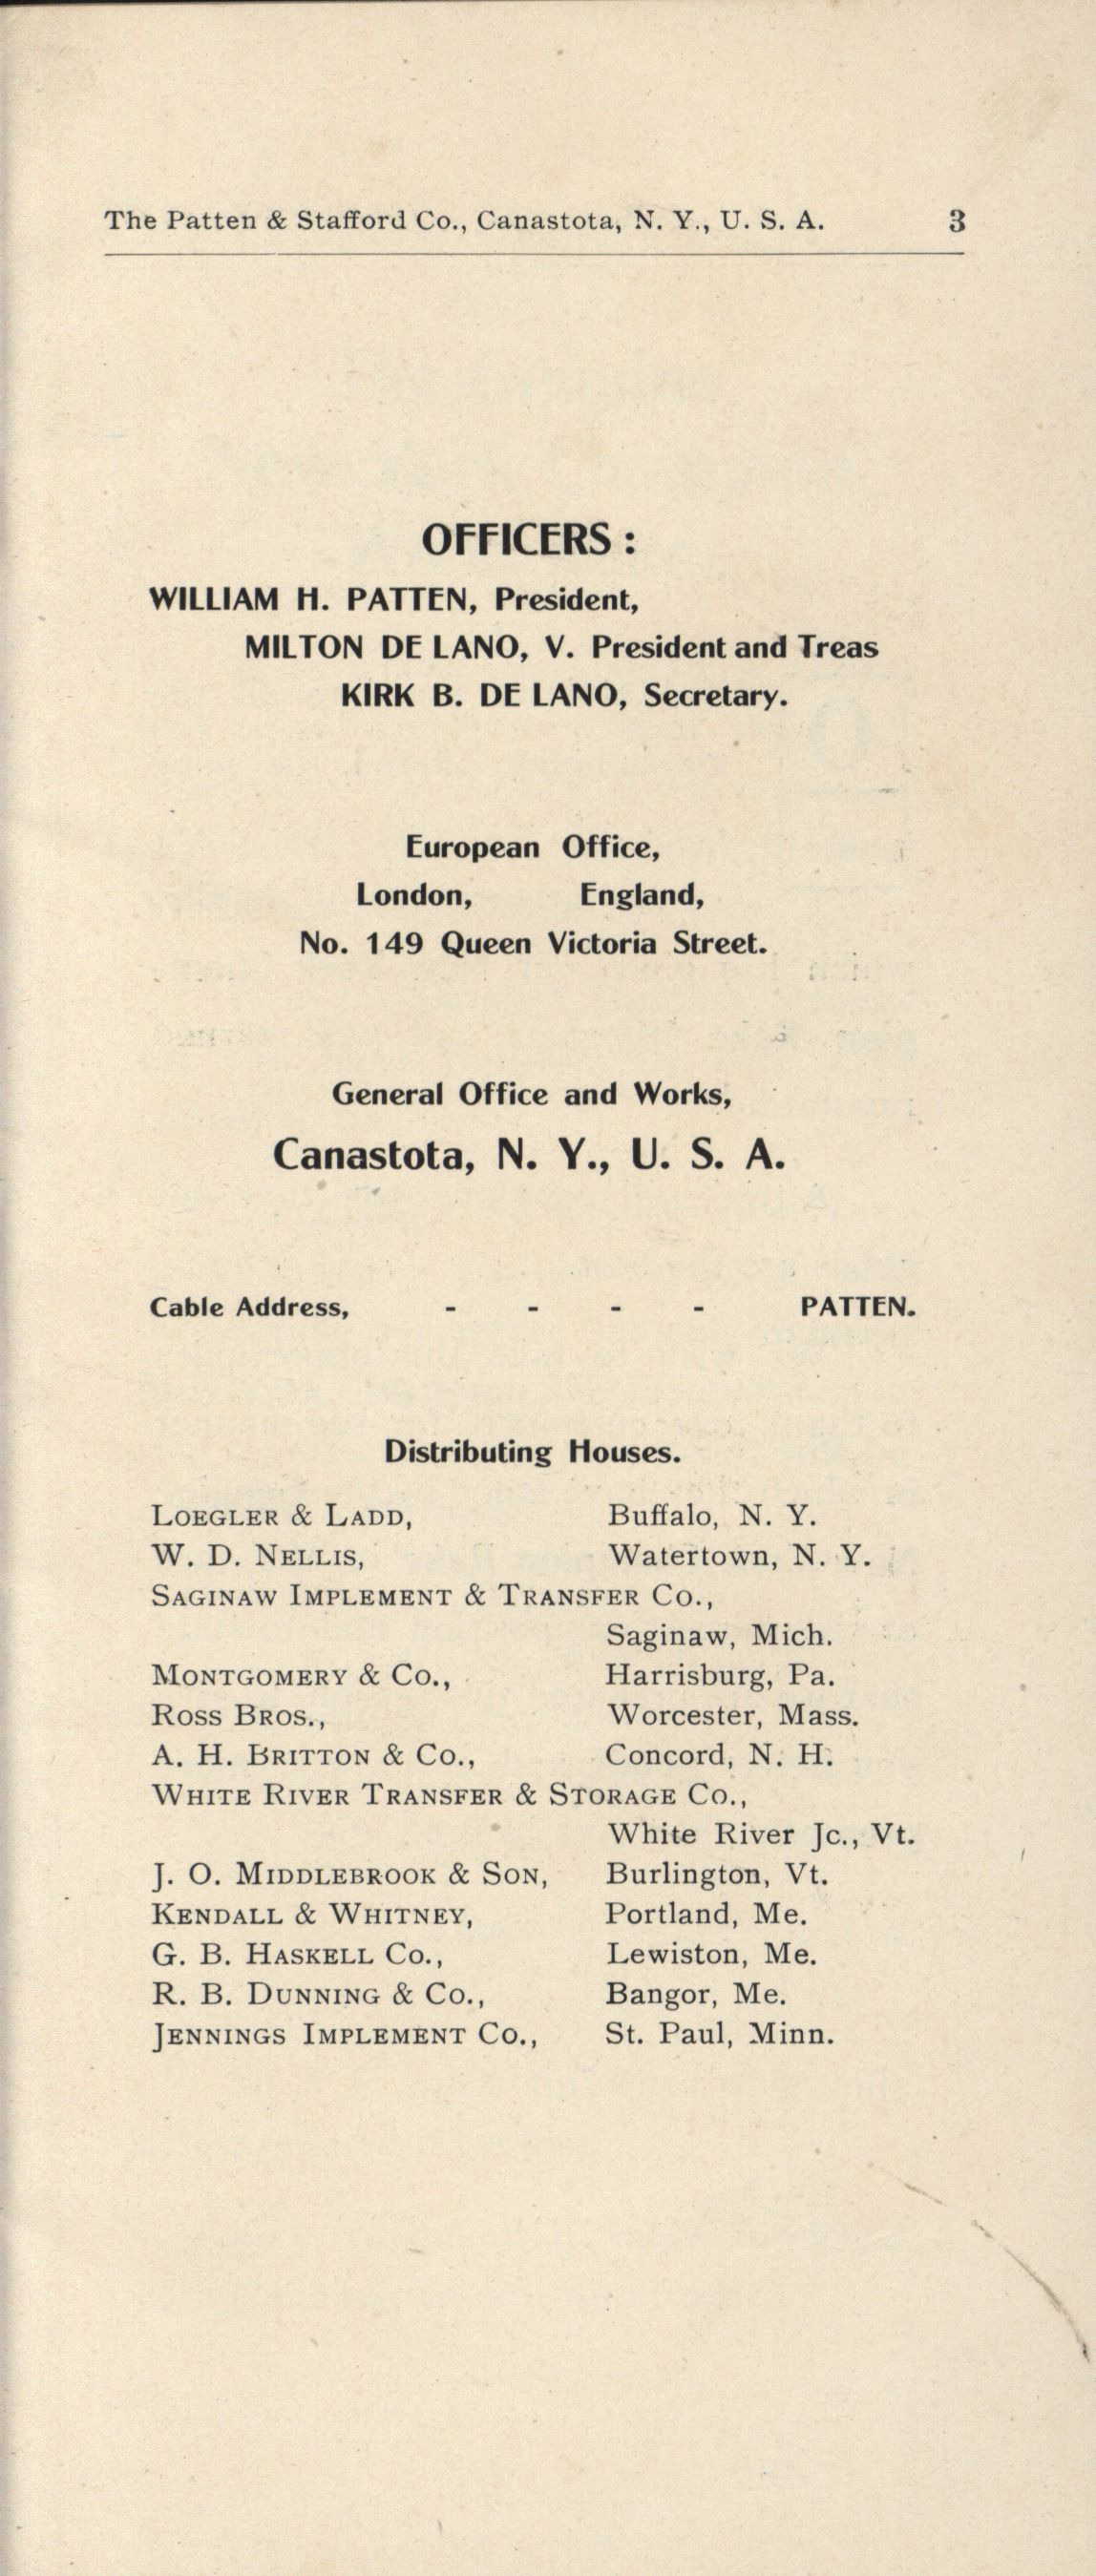 The Patten & Stafford Co., Canastota, N. Y., U. S. A. 3
OFFICERS :
WILLIAM H. PATTEN, President,
MILTON DE LANO, V. President and Treas
KIRK B. DE LANO, Secretary.
European Office,
London, England,
No. 149 Queen Victoria Street.
General Office and Works,
Canastota, N. Y., U. S. A.
Cable Address, - - - - PATTEN.
Distributing Houses.
LOEGLER & LADD, Buffalo, N. Y.
W. D. NELLIS, Watertown, N. Y.
SAGINAW IMPLEMENT & TRANSFER CO.,
Saginaw, Mich.
MONTGOMERY & CO., Harrisburg, Pa.
ROSS BROS., Worcester, Mass.
A. H. BRITTON & CO., Concord, N. H.
WHITE RIVER TRANSFER & STORAGE CO.,
White River Jc., Vt.
J. O. MIDDLEBROOK & SON, Burlington, Vt.
KENDALL & WHITNEY, Portland, Me.
G. B. HASKELL CO., Lewiston, Me.
R. B. DUNNING & CO., Bangor, Me.
JENNINGS IMPLEMENT CO., St. Paul, Minn.